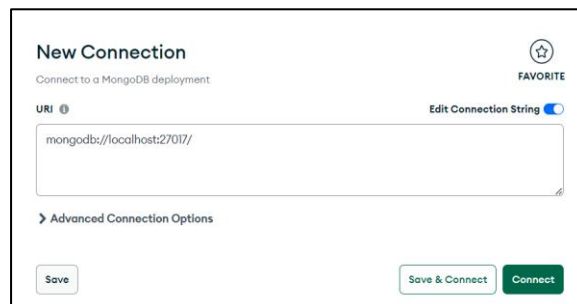 New Connection
FAVORITE
Connect to a MongoDB deployment
URI
Edit Connection String
mongodb://localhost:27017/
Advanced Connection Options
Save
Save & Connect
Connect